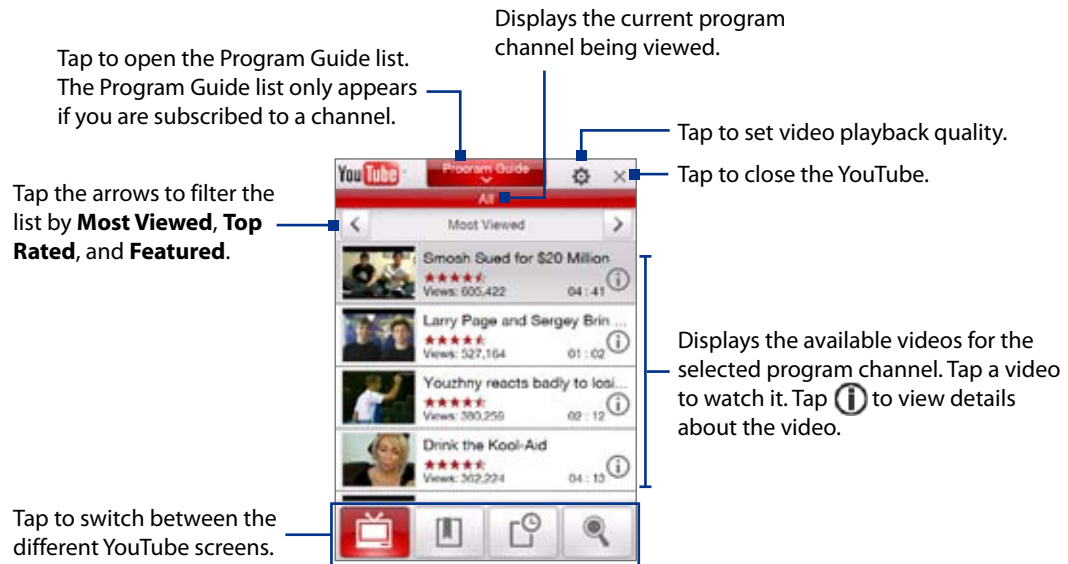 Displays the current program
channel being viewed.
Tap to open the Program Guide list.
The Program Guide list only appears
if you are subscribed to a channel.
Tap to set video playback quality.
Tap to close the YouTube.
Tap the arrows to filter the
list by Most Viewed, Top
Rated, and Featured.
YouTube
Program Guide
All
Most Viewed
Smosh Sued for $20 Million
Views: 605,422 04 : 41
Larry Page and Sergey Brin ...
Views: 527,164 01 : 02
Youzhny reacts badly to losi...
Views: 380,256 02 : 12
Drink the Kool-Aid
Views: 362,224 04 : 13
Displays the available videos for the
selected program channel. Tap a video
to watch it. Tap i to view details
about the video.
Tap to switch between the
different YouTube screens.